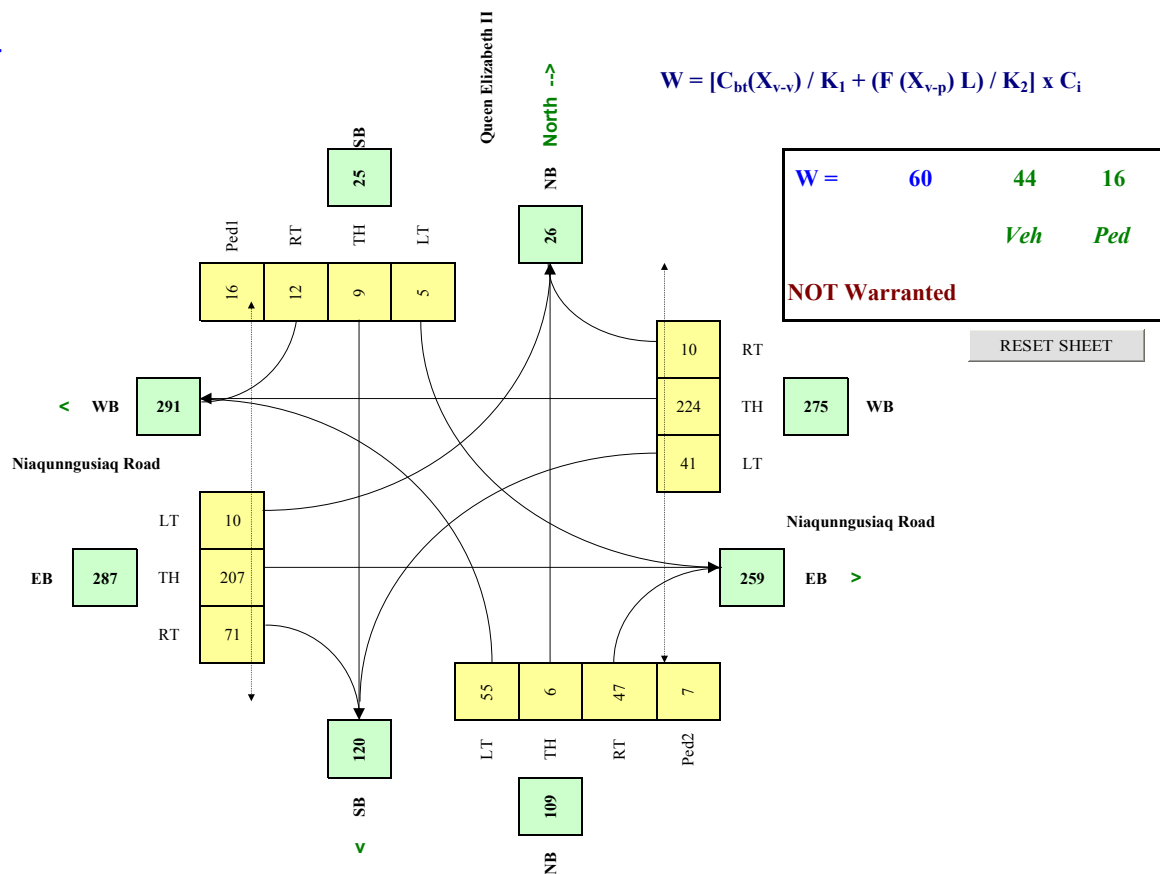 Queen Elizabeth II
North -->
W = [Cbt(Xv-v) / K1 + (F (Xv-p) L) / K2] x Ci
SB
25
NB
26
W = 60 44 16
Veh Ped
NOT Warranted
RESET SHEET
Ped1 RT TH LT
16 12 9 5
10 RT
< WB 291
224 TH 275 WB
41 LT
Niaqunngusiaq Road
LT 10
Niaqunngusiaq Road
EB 287 TH 207
259 EB >
RT 71
55 6 47 7
LT TH RT Ped2
120
SB
<
109
NB